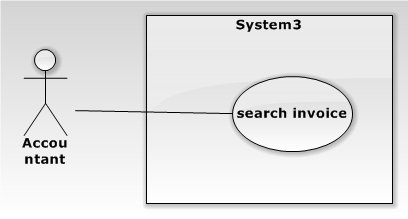 System3
search invoice
Accou
ntant